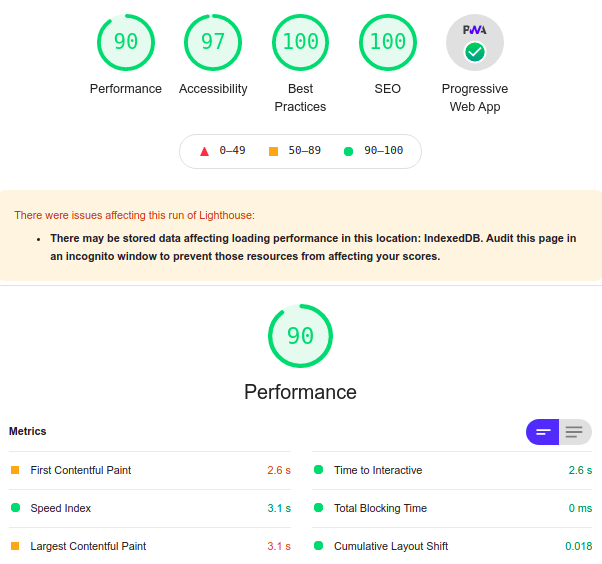 90 97 100 100 PWA
Performance Accessibility Best SEO Progressive
Practices Web App
0–49 50–89 90–100
There were issues affecting this run of Lighthouse:
• There may be stored data affecting loading performance in this location: IndexedDB. Audit this page in
an incognito window to prevent those resources from affecting your scores.
90
Performance
Metrics
First Contentful Paint 2.6 s Time to Interactive 2.6 s
Speed Index 3.1 s Total Blocking Time 0 ms
Largest Contentful Paint 3.1 s Cumulative Layout Shift 0.018